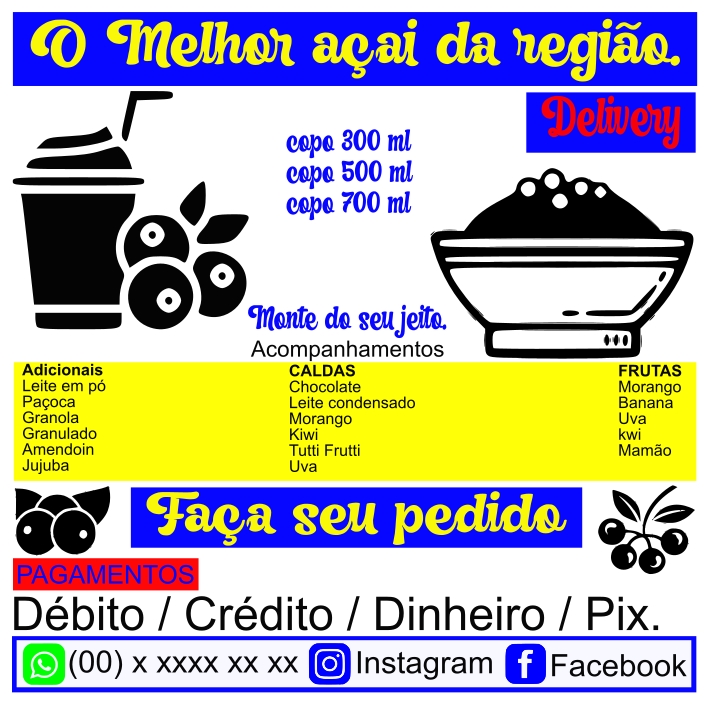 O Melhor açai da região.
Delivery
copo 300 ml
copo 500 ml
copo 700 ml
Monte do seu jeito.
Acompanhamentos
Adicionais
Leite em pó
Paçoca
Granola
Granulado
Amendoin
Jujuba
CALDAS
Chocolate
Leite condensado
Morango
Kiwi
Tutti Frutti
Uva
FRUTAS
Morango
Banana
Uva
kwi
Mamão
Faça seu pedido
PAGAMENTOS
Débito / Crédito / Dinheiro / Pix.
(00) x xxxx xx xx Instagram Facebook